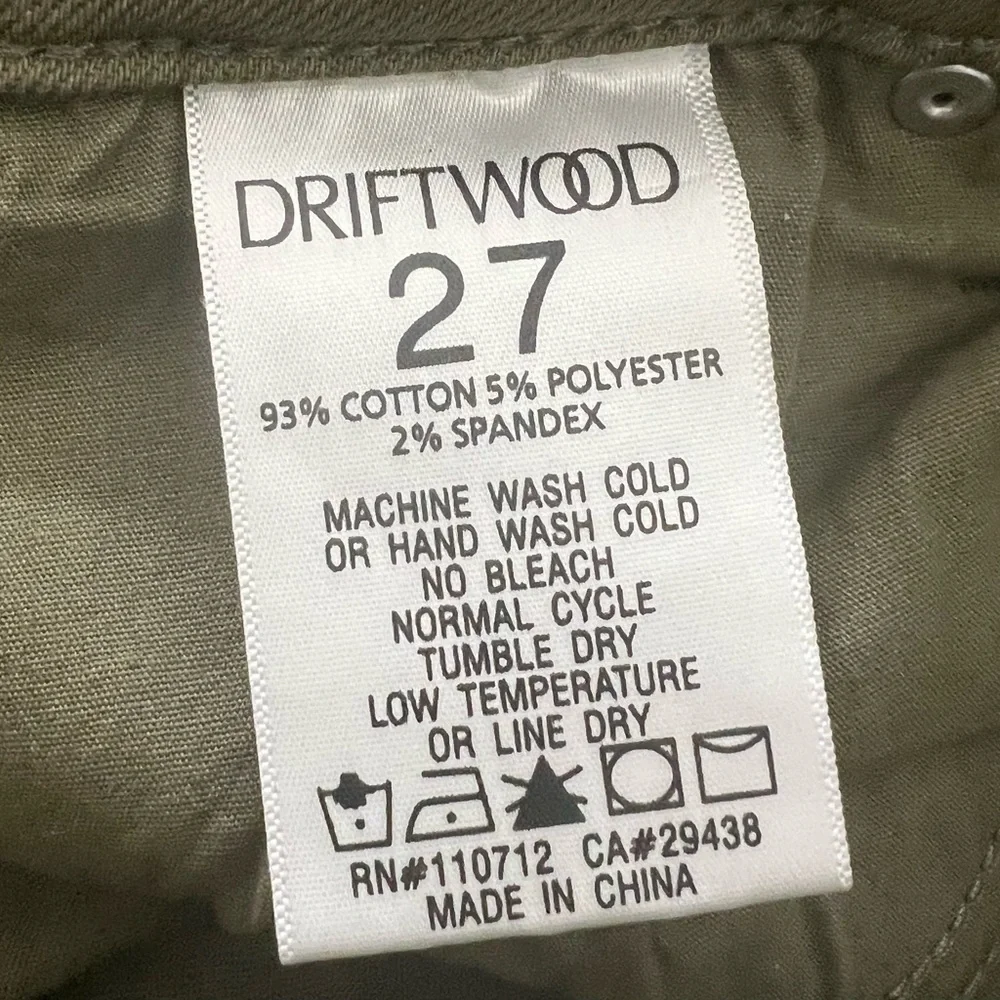 DRIFTWOOD
27
93% COTTON 5% POLYESTER
2% SPANDEX
MACHINE WASH COLD
OR HAND WASH COLD
NO BLEACH
NORMAL CYCLE
TUMBLE DRY
LOW TEMPERATURE
OR LINE DRY
RN#110712 CA#29438
MADE IN CHINA